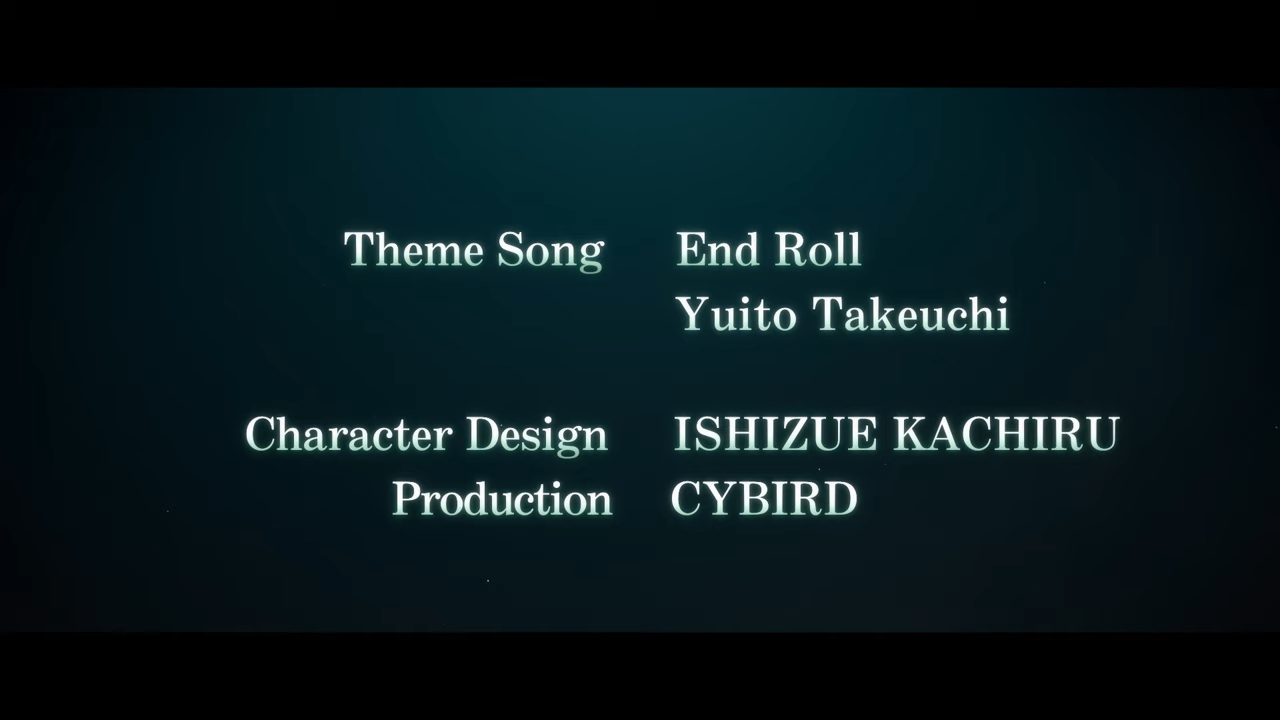 Theme Song End Roll
Yuito Takeuchi
Character Design ISHIZUE KACHIRU
Production CYBIRD